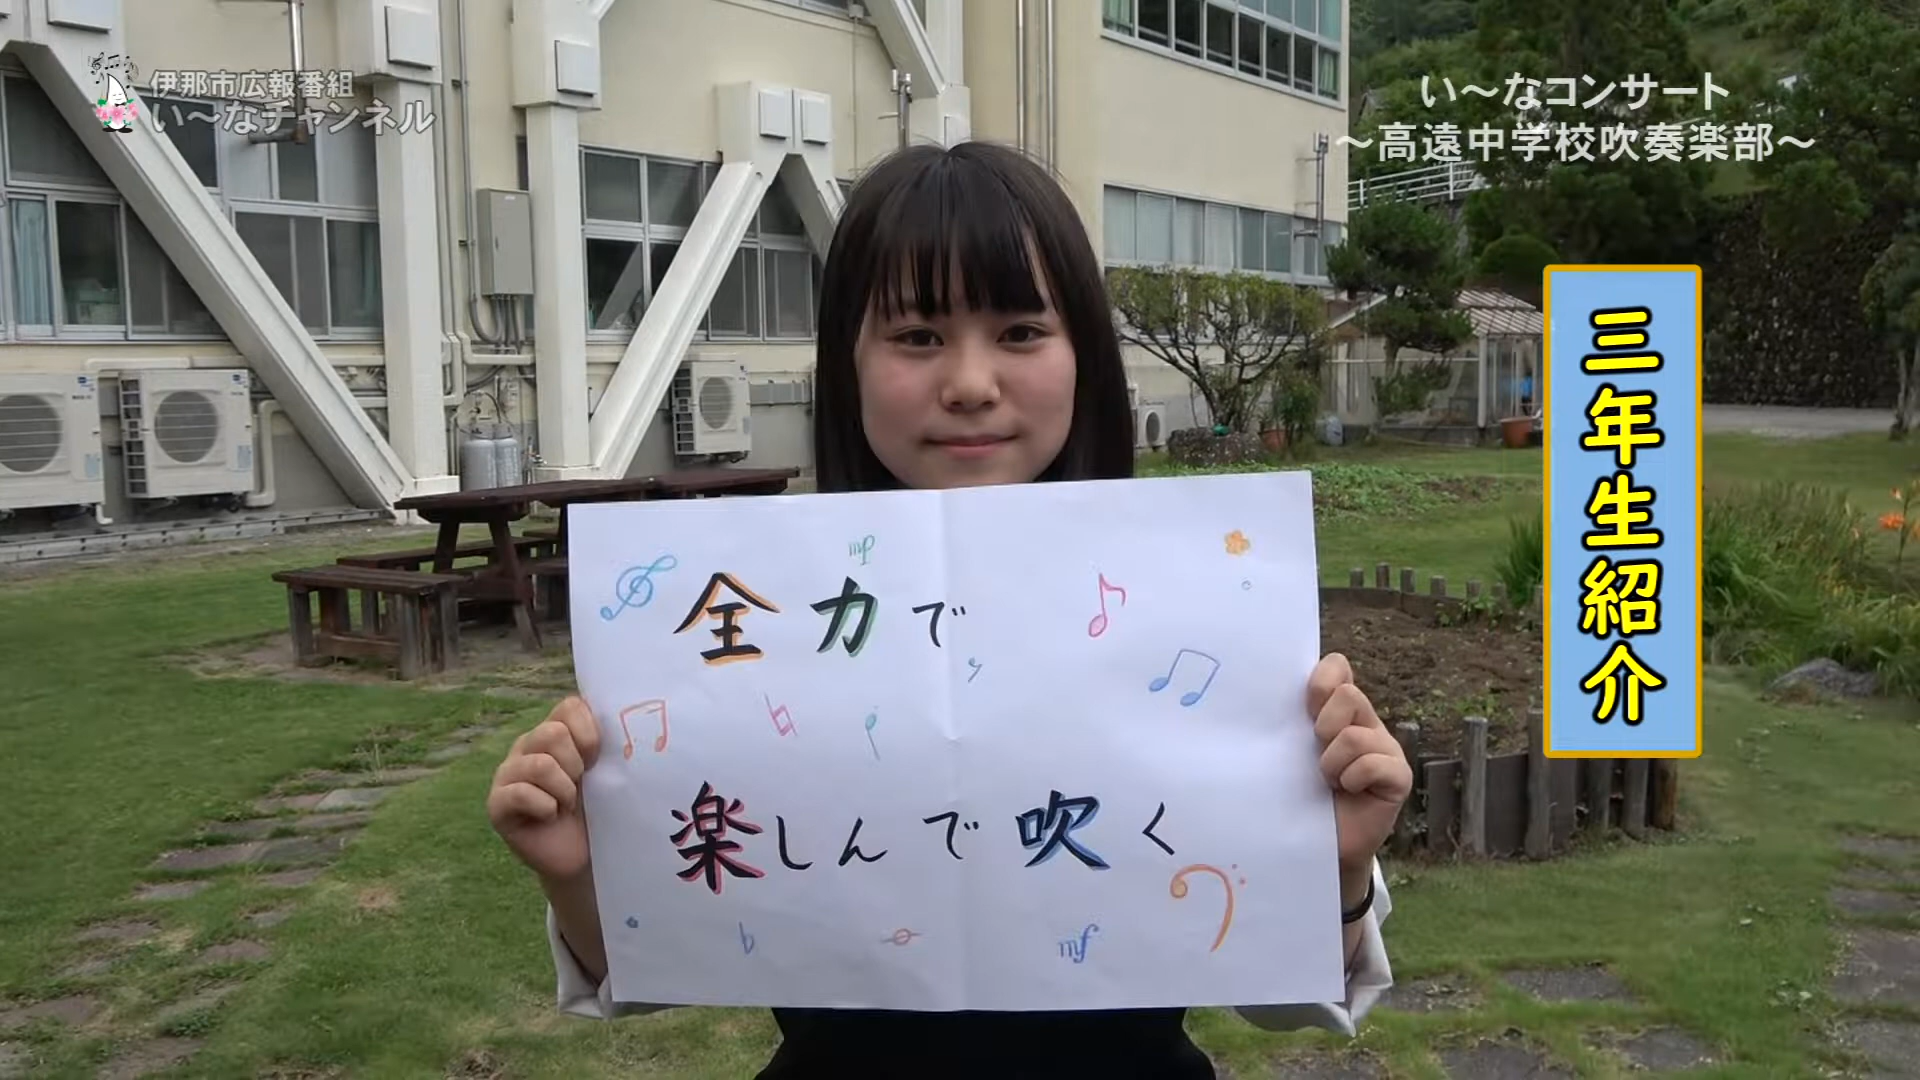 伊那市広報番組
い〜なチャンネル
い〜なコンサート
〜高遠中学校吹奏楽部〜
三年生紹介
mp
全力で
楽しんで吹く
mf